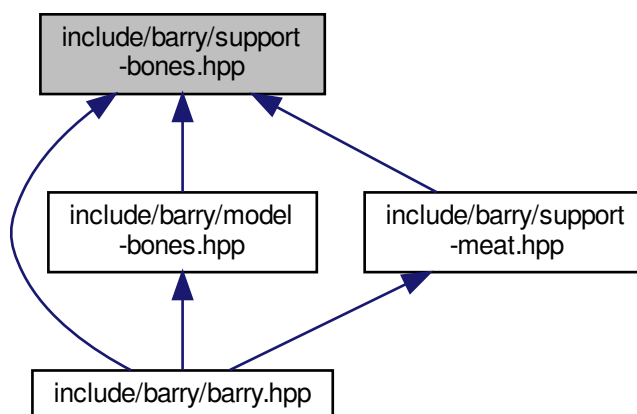 include/barry/support
-bones.hpp
include/barry/model
-bones.hpp
include/barry/support
-meat.hpp
include/barry/barry.hpp